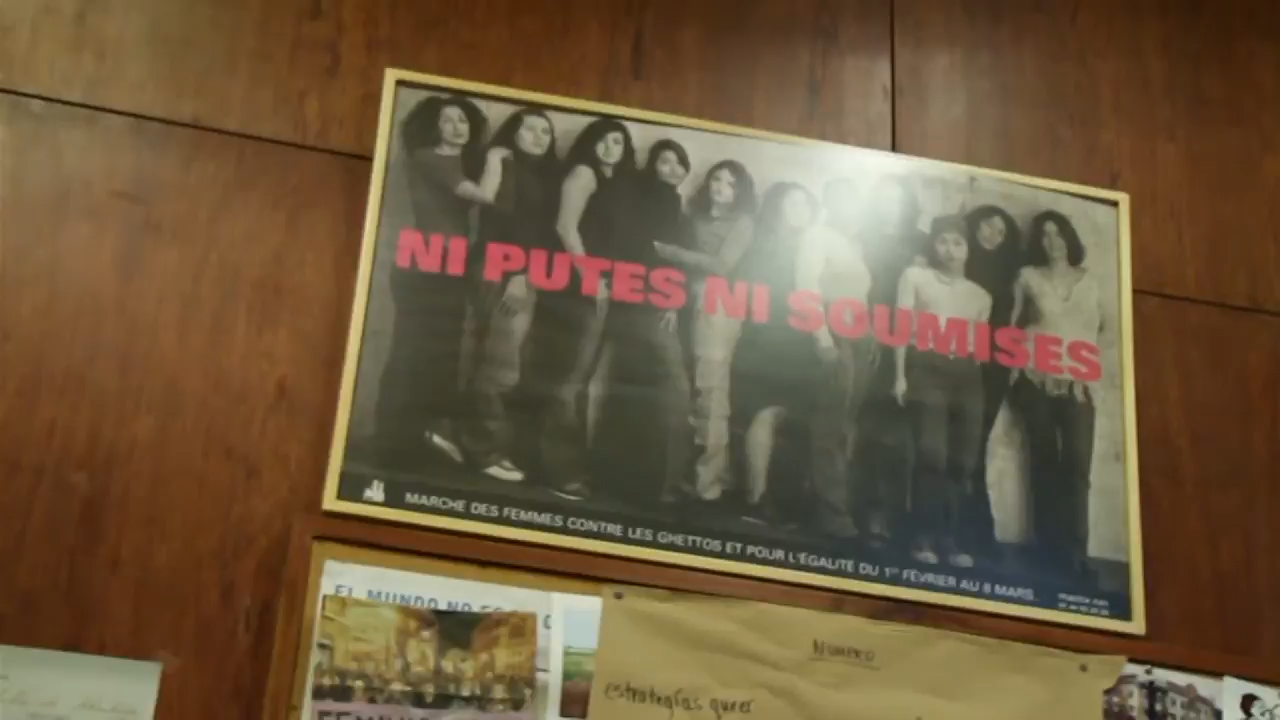 NI PUTES NI SOUMISES
MARCHE DES FEMMES CONTRE LES GHETTOS ET POUR L'ÉGALITÉ DU 1ER FÉVRIER AU 8 MARS
EL MUNDO NO
NUMERO
estrategias queer